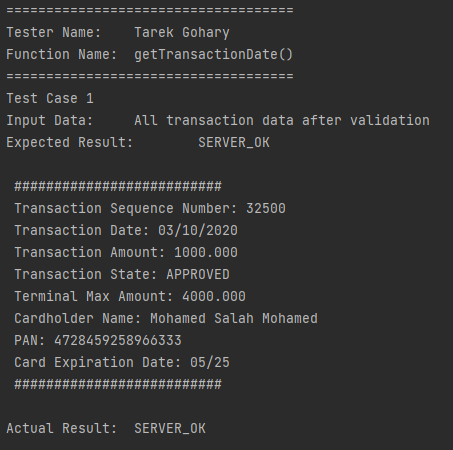 ====================================
Tester Name:    Tarek Gohary
Function Name:  getTransactionDate()
====================================
Test Case 1
Input Data:     All transaction data after validation
Expected Result:        SERVER_OK
##########################
Transaction Sequence Number: 32500
Transaction Date: 03/10/2020
Transaction Amount: 1000.000
Transaction State: APPROVED
Terminal Max Amount: 4000.000
Cardholder Name: Mohamed Salah Mohamed
PAN: 4728459258966333
Card Expiration Date: 05/25
##########################
Actual Result:  SERVER_OK